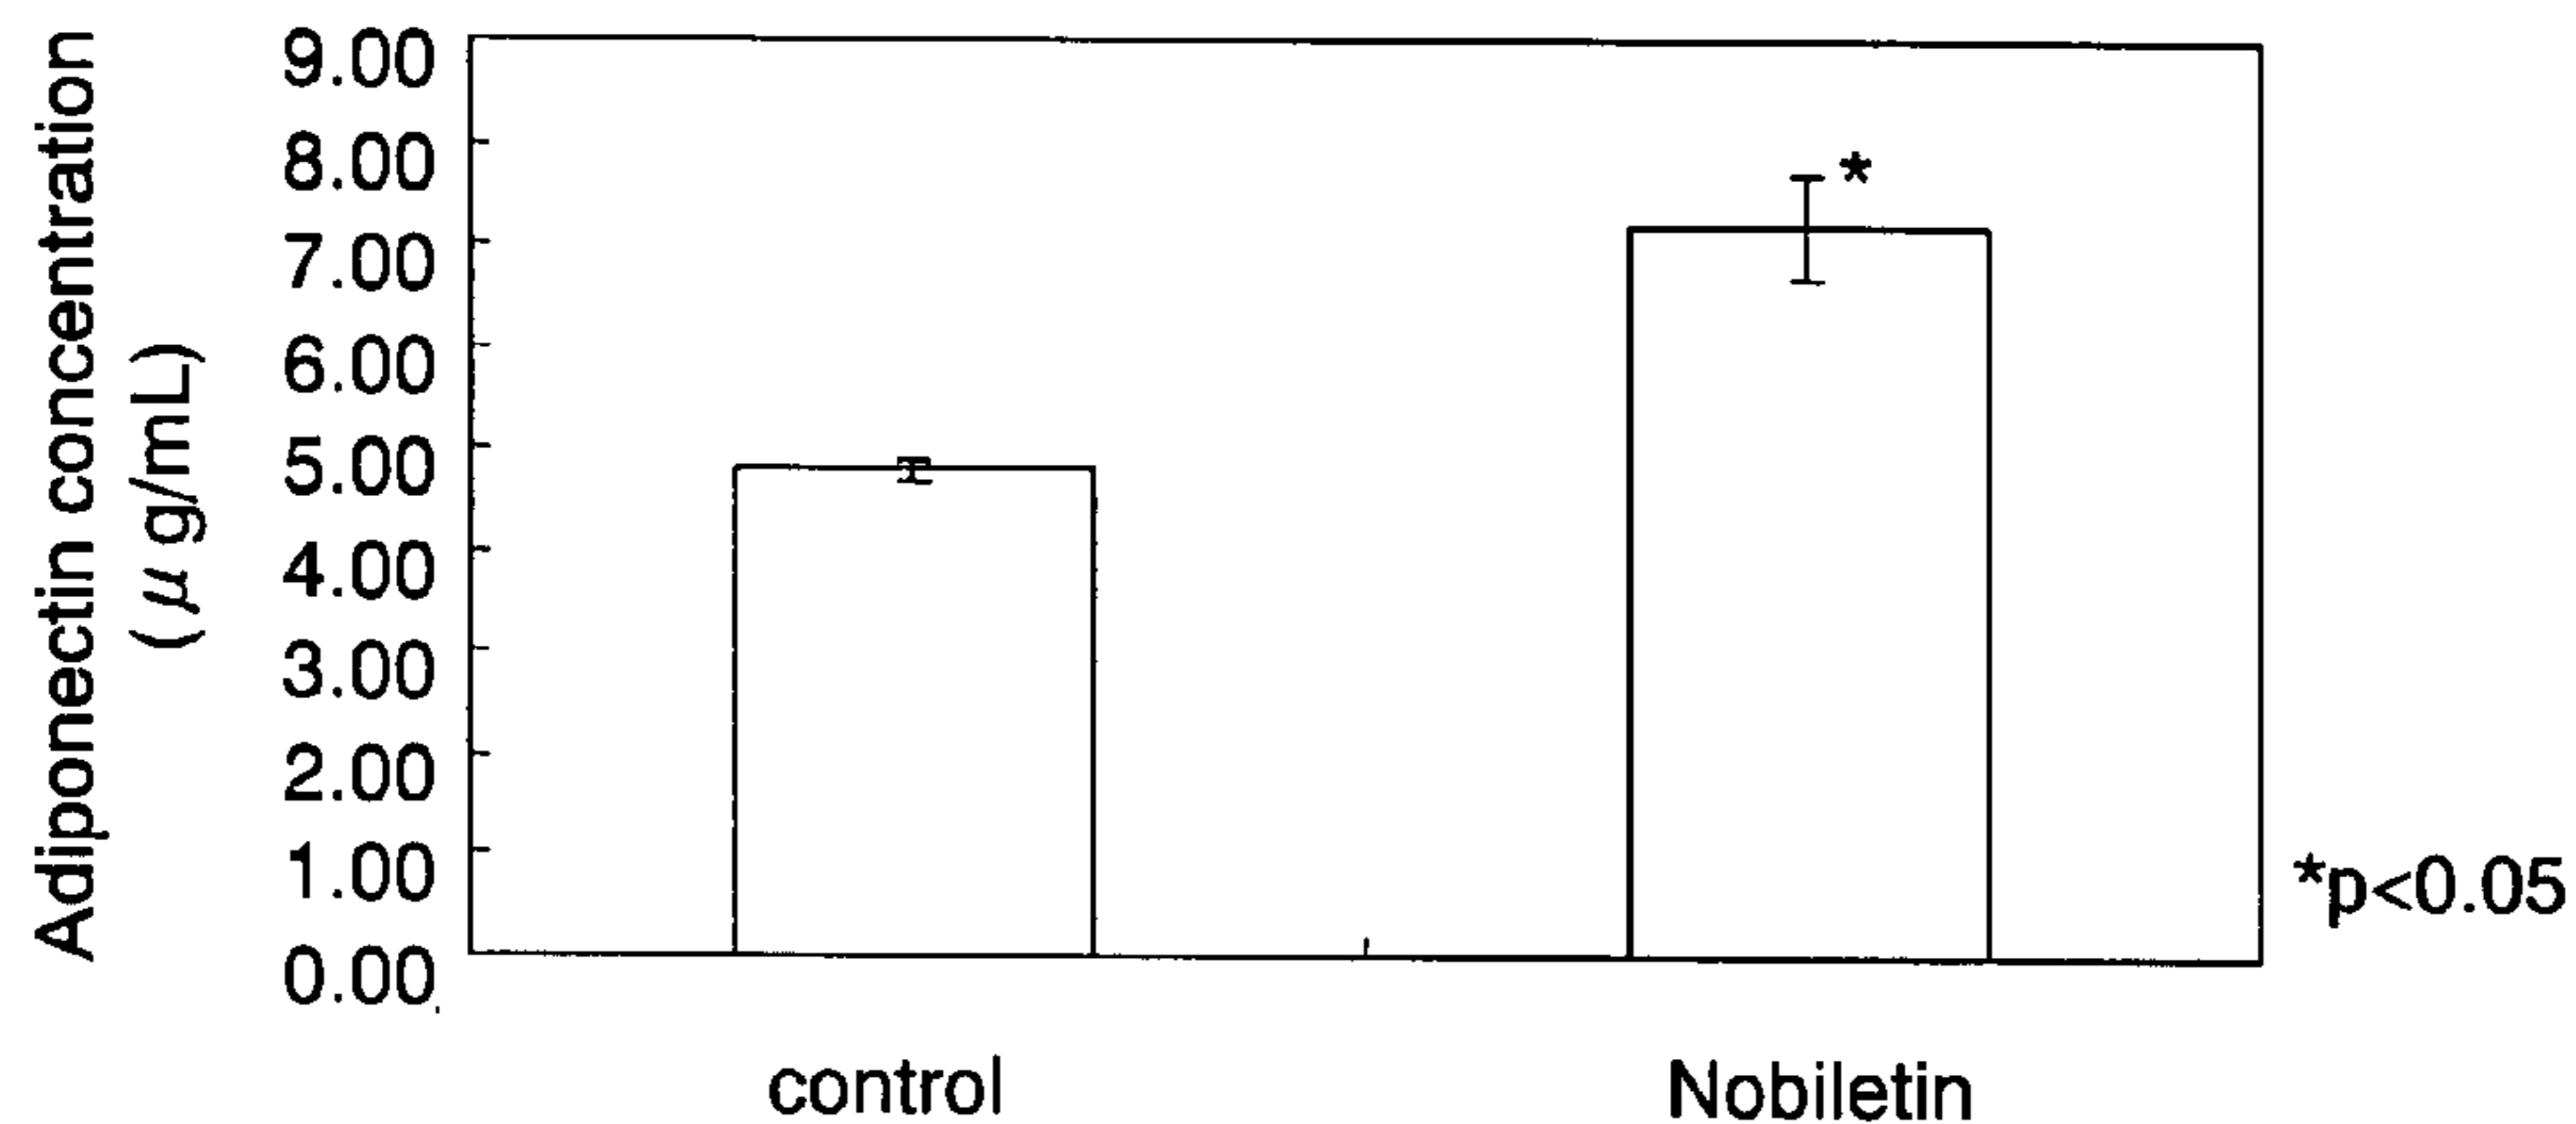 Adiponectin concentration
(μg/mL)
9.00
8.00
7.00
6.00
5.00
4.00
3.00
2.00
1.00
0.00
*
*p<0.05
control
Nobiletin